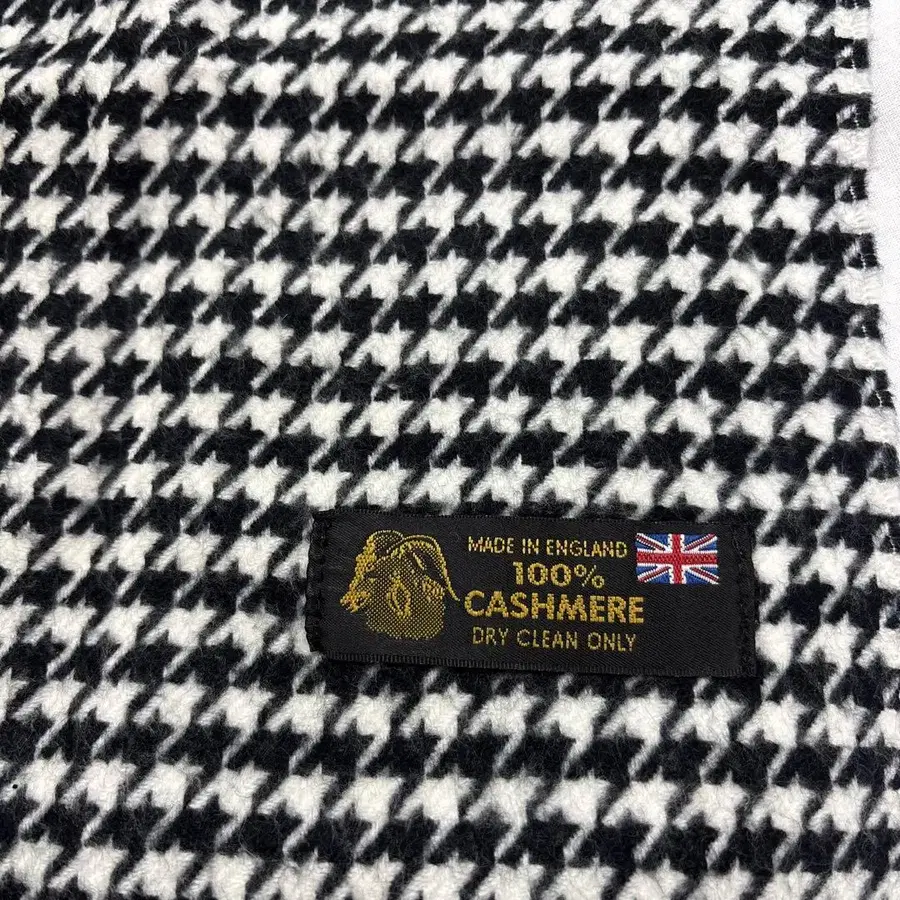 MADE IN ENGLAND
100%
CASHMERE
DRY CLEAN ONLY